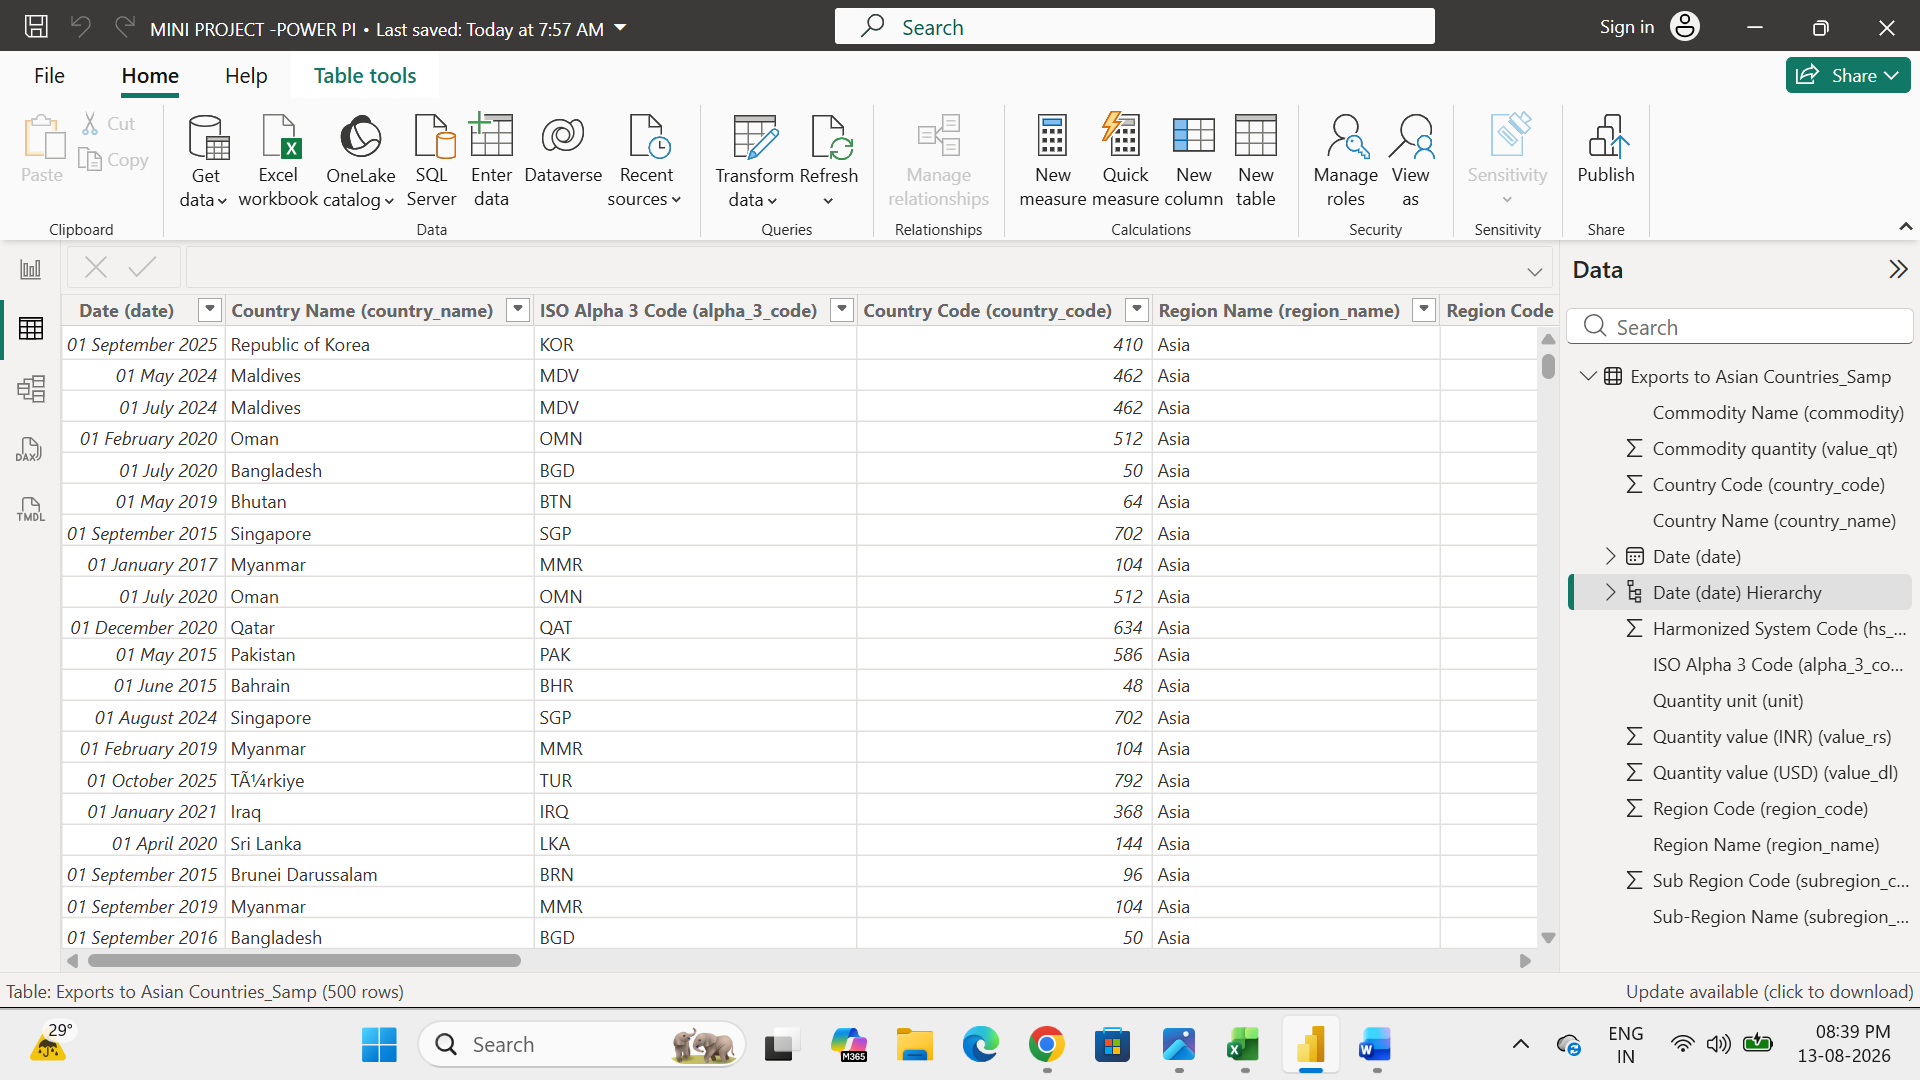 MINI PROJECT -POWER PI • Last saved: Today at 7:57 AM
Search
Sign in
File Home Help Table tools
Share
Paste
Cut
Copy
Clipboard
Get data
Excel workbook
OneLake catalog
SQL Server
Enter data
Dataverse
Recent sources
Data
Transform data
Refresh
Queries
Manage relationships
Relationships
New measure
Quick measure
New column
New table
Calculations
Manage roles
View as
Security
Sensitivity
Sensitivity
Publish
Share
DAX
TMDL
Date (date) Country Name (country_name) ISO Alpha 3 Code (alpha_3_code) Country Code (country_code) Region Name (region_name) Region Code
01 September 2025 Republic of Korea KOR 410 Asia
01 May 2024 Maldives MDV 462 Asia
01 July 2024 Maldives MDV 462 Asia
01 February 2020 Oman OMN 512 Asia
01 July 2020 Bangladesh BGD 50 Asia
01 May 2019 Bhutan BTN 64 Asia
01 September 2015 Singapore SGP 702 Asia
01 January 2017 Myanmar MMR 104 Asia
01 July 2020 Oman OMN 512 Asia
01 December 2020 Qatar QAT 634 Asia
01 May 2015 Pakistan PAK 586 Asia
01 June 2015 Bahrain BHR 48 Asia
01 August 2024 Singapore SGP 702 Asia
01 February 2019 Myanmar MMR 104 Asia
01 October 2025 TÃ¼rkiye TUR 792 Asia
01 January 2021 Iraq IRQ 368 Asia
01 April 2020 Sri Lanka LKA 144 Asia
01 September 2015 Brunei Darussalam BRN 96 Asia
01 September 2019 Myanmar MMR 104 Asia
01 September 2016 Bangladesh BGD 50 Asia
Data
Search
Exports to Asian Countries_Samp
Commodity Name (commodity)
Commodity quantity (value_qt)
Country Code (country_code)
Country Name (country_name)
Date (date)
Date (date) Hierarchy
Harmonized System Code (hs_...
ISO Alpha 3 Code (alpha_3_co...
Quantity unit (unit)
Quantity value (INR) (value_rs)
Quantity value (USD) (value_dl)
Region Code (region_code)
Region Name (region_name)
Sub Region Code (subregion_c...
Sub-Region Name (subregion_...
Table: Exports to Asian Countries_Samp (500 rows)
Update available (click to download)
29°
Search
M365
ENG
IN
08:39 PM
13-08-2026